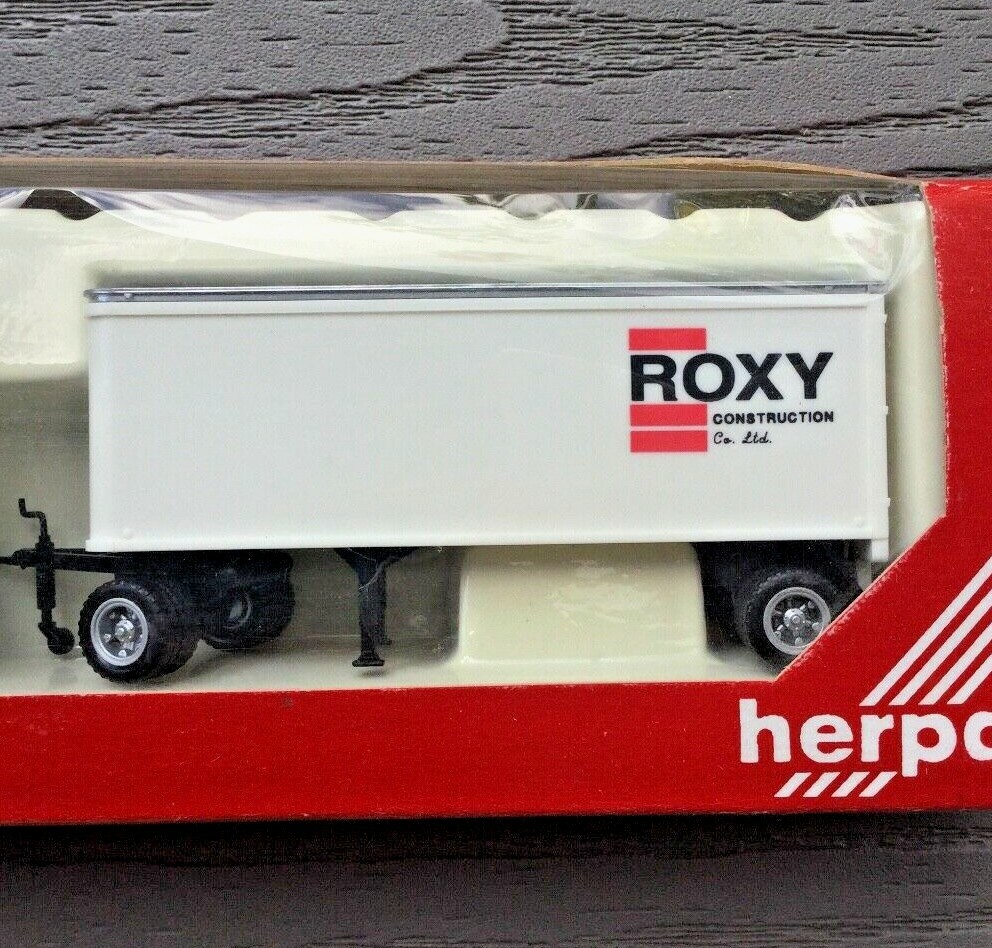 ROXY
CONSTRUCTION
Co. Ltd.
herpa